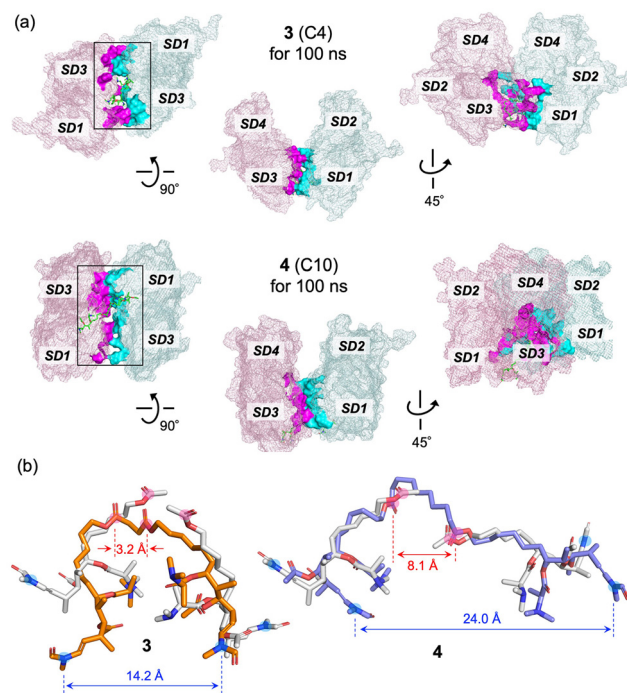 (a)
3 (C4)
for 100 ns
SD3
SD1
SD1
SD3
90°
SD4
SD2
SD3
SD1
45°
SD4
SD4
SD2
SD2
SD3
SD1
4 (C10)
for 100 ns
SD3
SD1
SD1
SD3
90°
SD4
SD2
SD3
SD1
45°
SD4
SD2
SD2
SD1
SD1
SD3
(b)
3.2 Å
3
14.2 Å
8.1 Å
24.0 Å
4